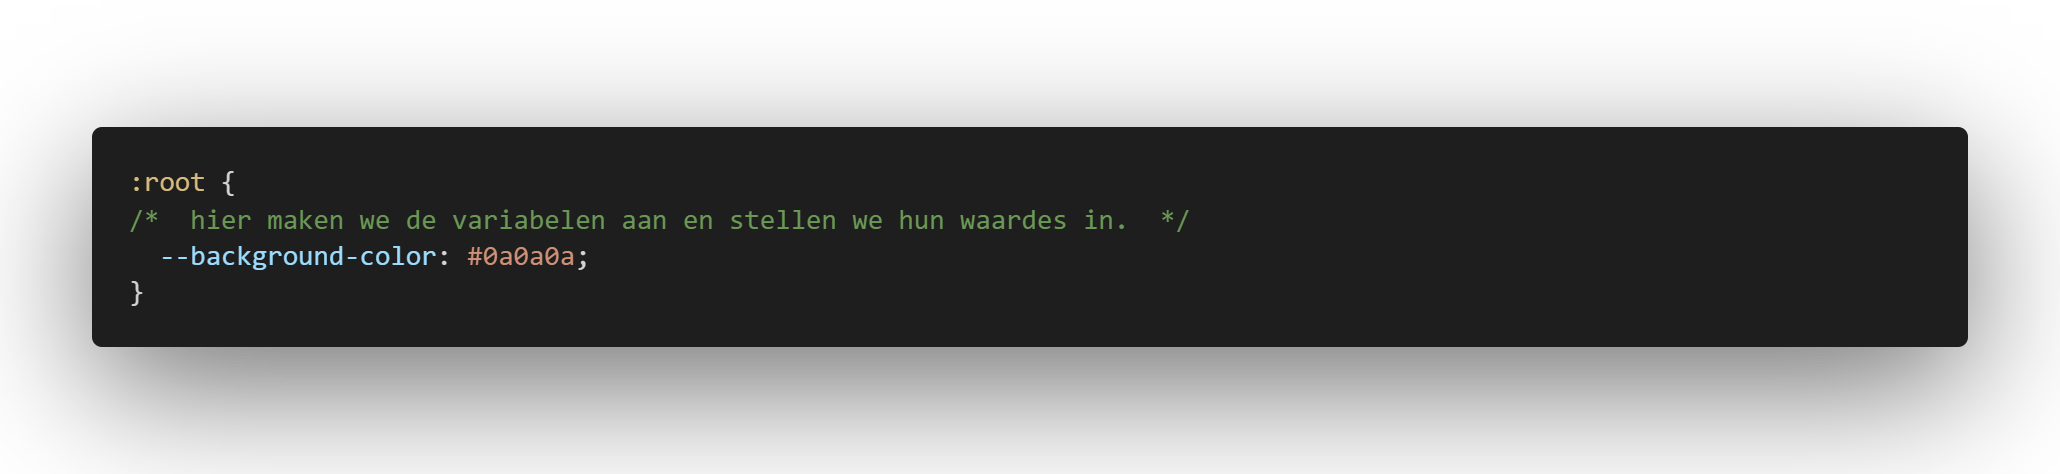 :root {
/*  hier maken we de variabelen aan en stellen we hun waardes in.  */
  --background-color: #0a0a0a;
}